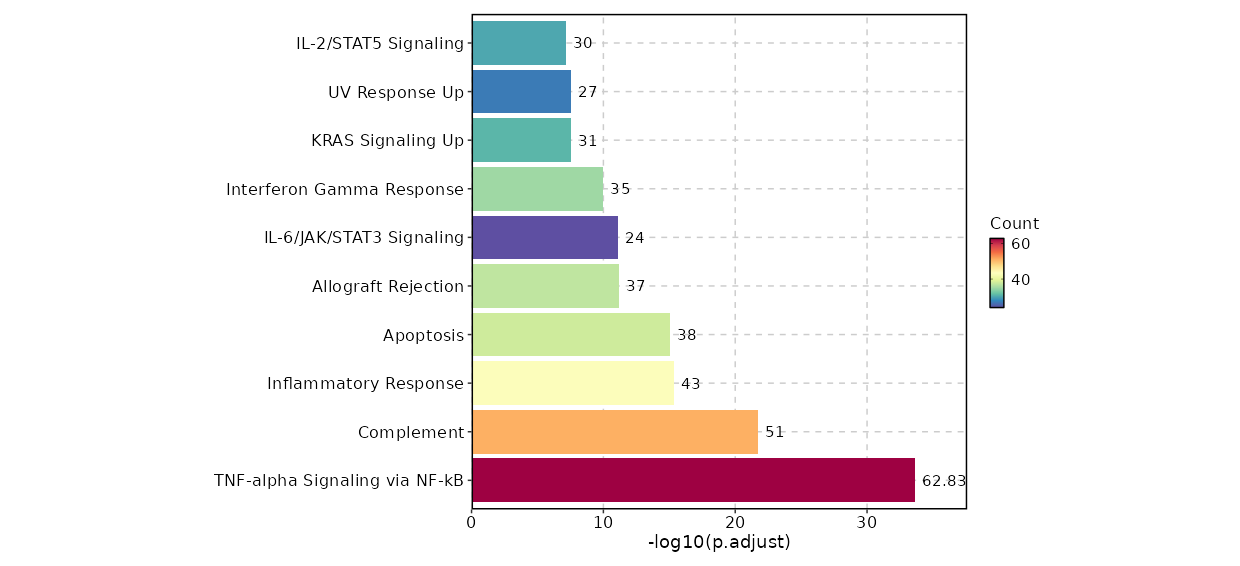 IL-2/STAT5 Signaling 30
UV Response Up 27
KRAS Signaling Up 31
Interferon Gamma Response 35
IL-6/JAK/STAT3 Signaling 24
Allograft Rejection 37
Apoptosis 38
Inflammatory Response 43
Complement 51
TNF-alpha Signaling via NF-kB 62.83
0 10 20 30
-log10(p.adjust)
Count
60
40